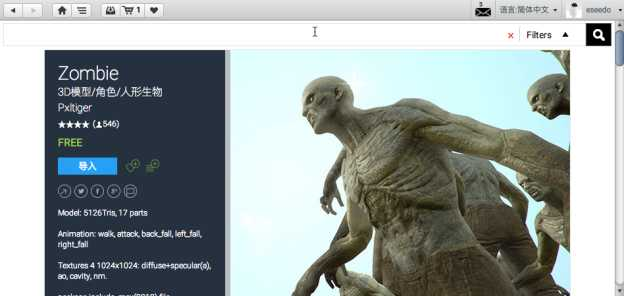 1
3
语言:简体中文
eseedo
Filters
Zombie
3D模型/角色/人形生物
Pxltiger
(546)
FREE
导入
Model: 5126Tris, 17 parts
Animation: walk, attack, back_fall, left_fall,
right_fall
Textures 4 1024x1024: diffuse+specular(a),
ao, cavity, nm.